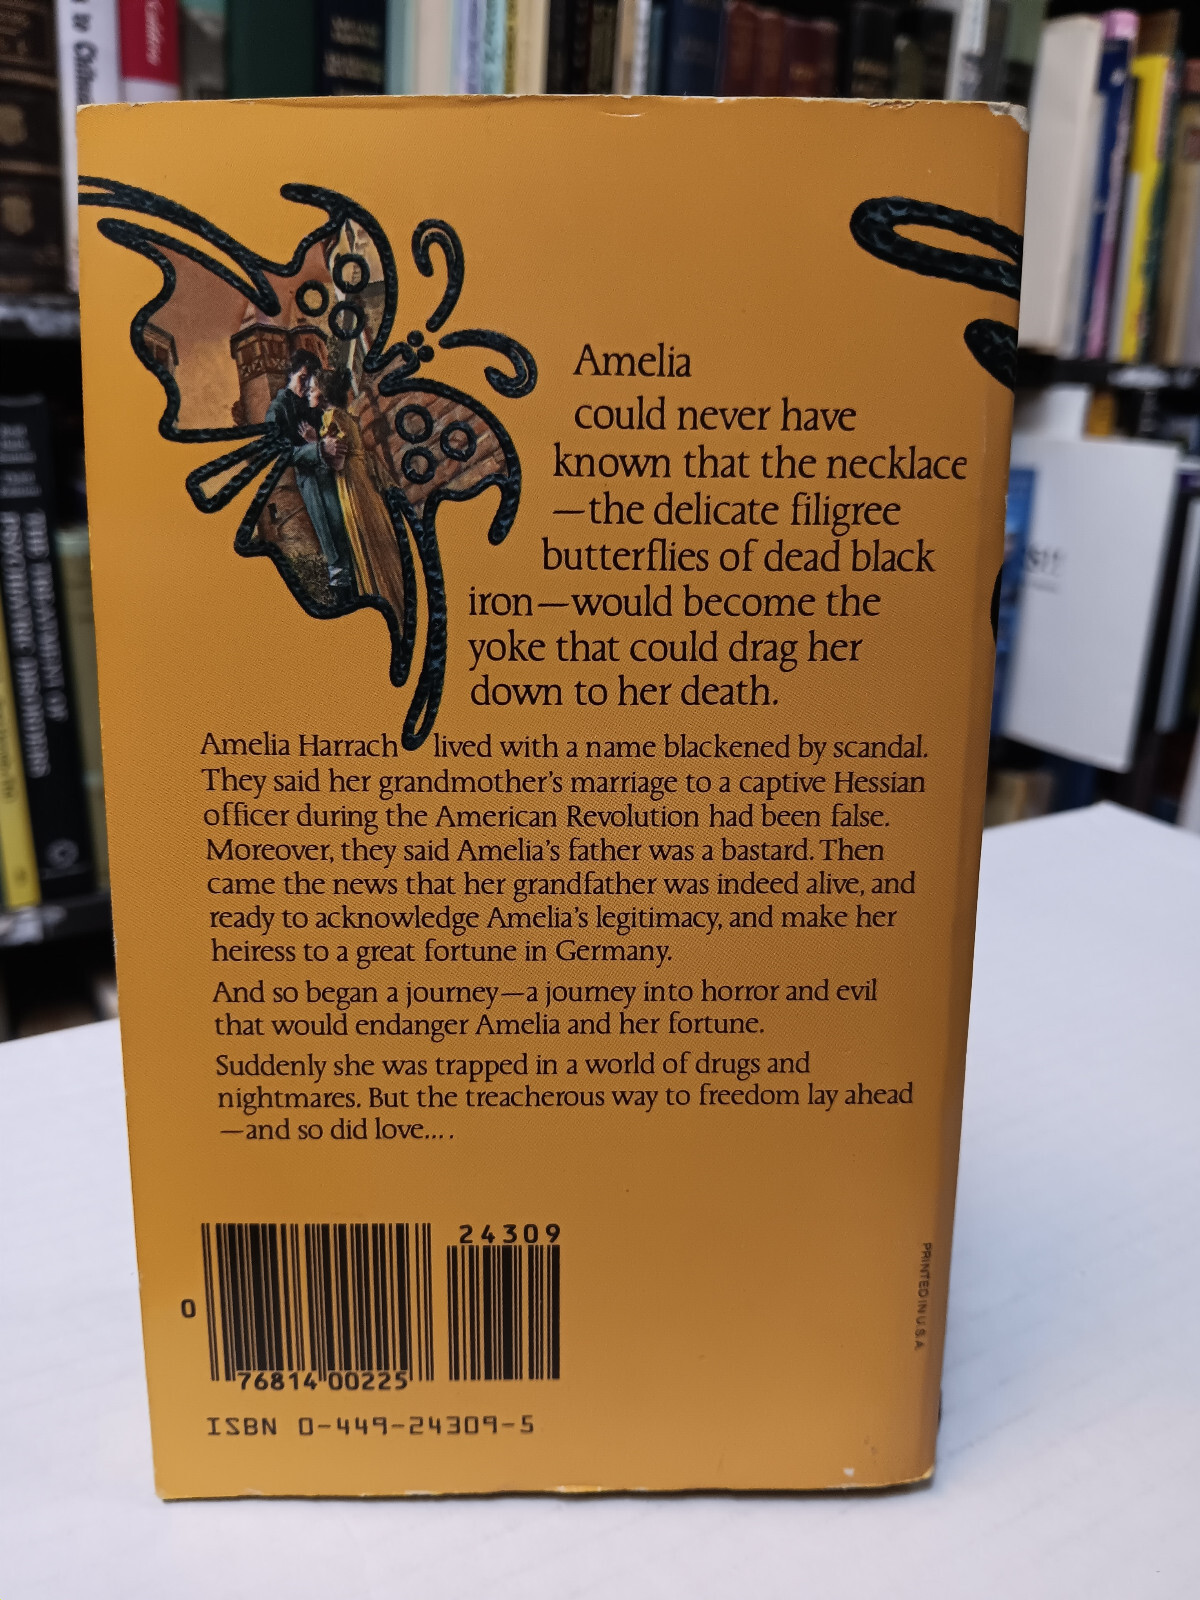 Amelia
could never have
known that the necklace
—the delicate filigree
butterflies of dead black
iron—would become the
yoke that could drag her
down to her death.
Amelia Harrach lived with a name blackened by scandal.
They said her grandmother's marriage to a captive Hessian
officer during the American Revolution had been false.
Moreover, they said Amelia's father was a bastard. Then
came the news that her grandfather was indeed alive, and
ready to acknowledge Amelia's legitimacy, and make her
heiress to a great fortune in Germany.
And so began a journey—a journey into horror and evil
that would endanger Amelia and her fortune.
Suddenly she was trapped in a world of drugs and
nightmares. But the treacherous way to freedom lay ahead
—and so did love....
24309
0
76814 00225
ISBN 0-449-24309-5
PRINTED IN U.S.A.